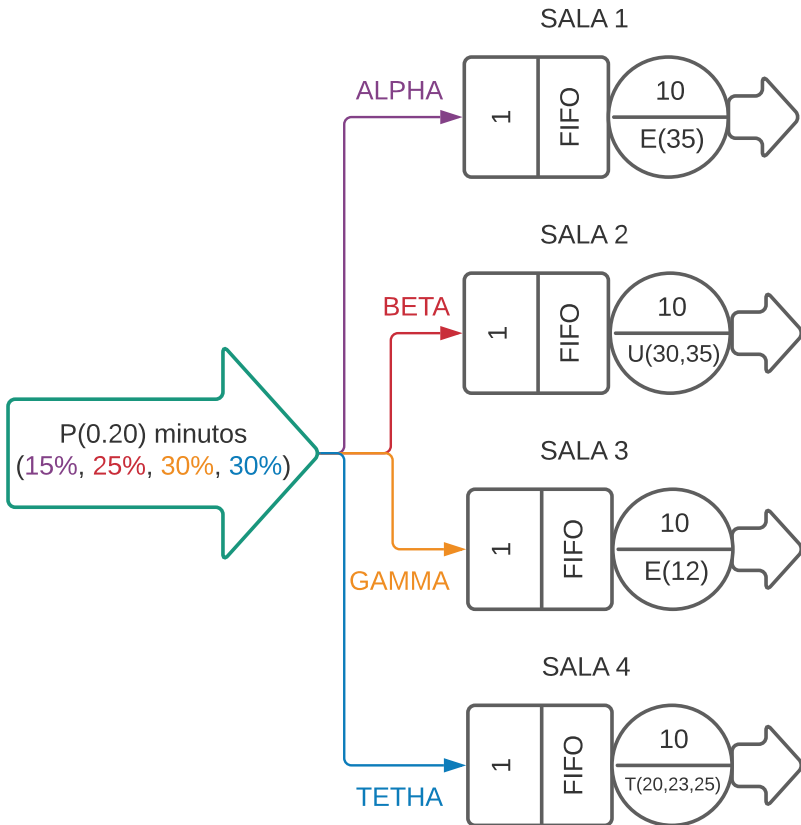 SALA 1
ALPHA
1
FIFO
10
E(35)
SALA 2
BETA
1
FIFO
10
U(30,35)
P(0.20) minutos
(15%, 25%, 30%, 30%)
SALA 3
GAMMA
1
FIFO
10
E(12)
SALA 4
TETHA
1
FIFO
10
T(20,23,25)